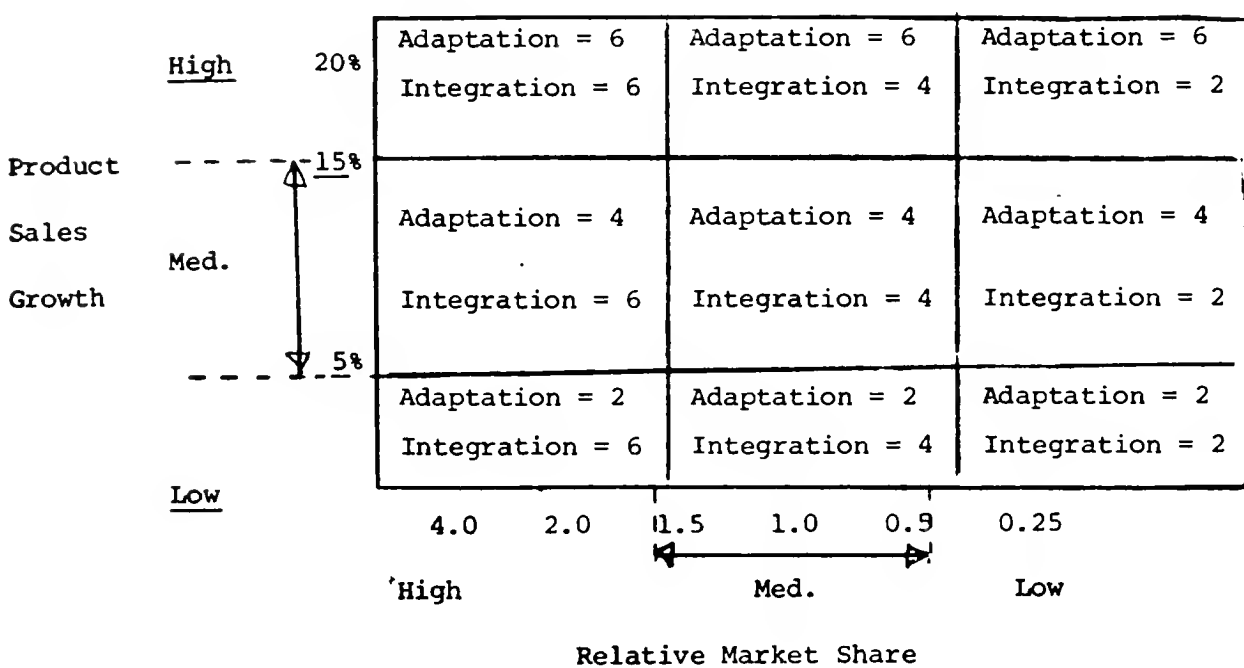 Adaptation = 6 Adaptation = 6 Adaptation = 6
High 20%
Integration = 6 Integration = 4 Integration = 2
Product 15%
Adaptation = 4 Adaptation = 4 Adaptation = 4
Sales
Med.
Growth Integration = 6 Integration = 4 Integration = 2
5%
Adaptation = 2 Adaptation = 2 Adaptation = 2
Integration = 6 Integration = 4 Integration = 2
Low
4.0 2.0 1.5 1.0 0.9 0.25
High Med. Low
Relative Market Share